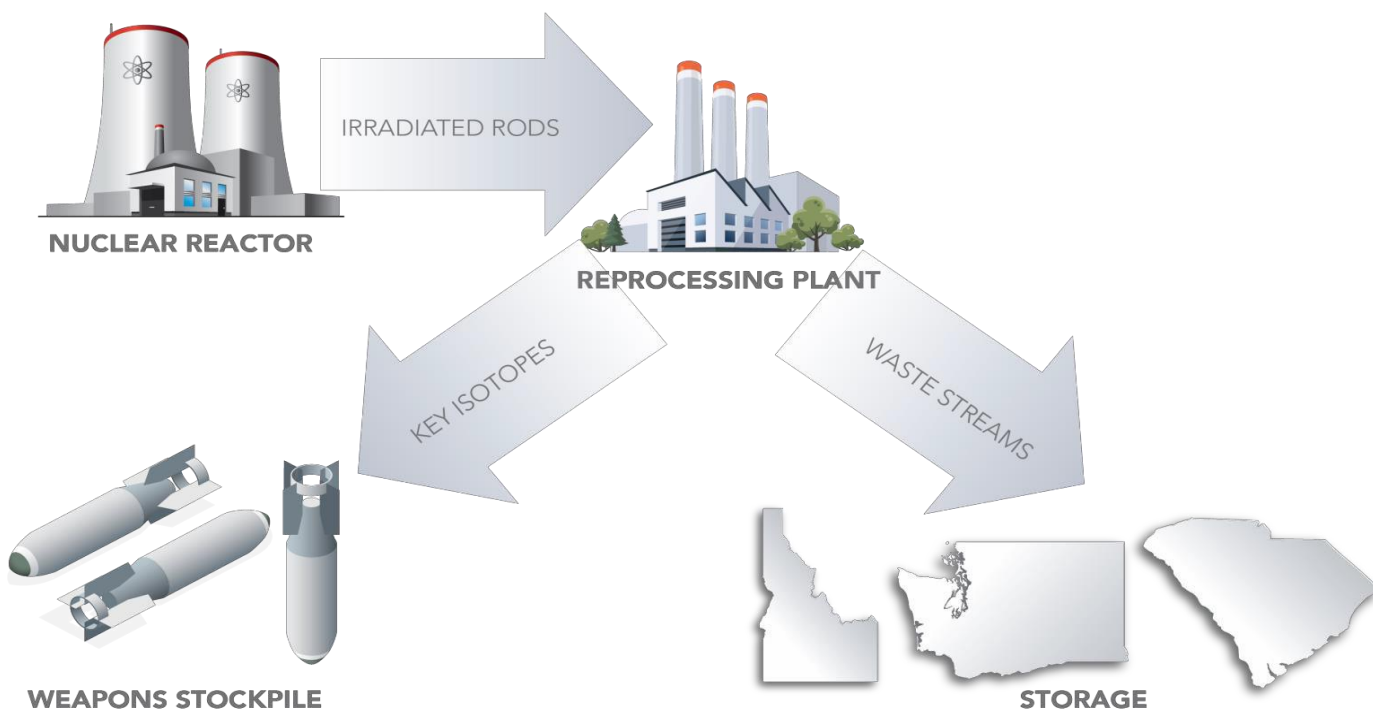 IRRADIATED RODS
NUCLEAR REACTOR
REPROCESSING PLANT
KEY ISOTOPES
WASTE STREAMS
WEAPONS STOCKPILE
STORAGE